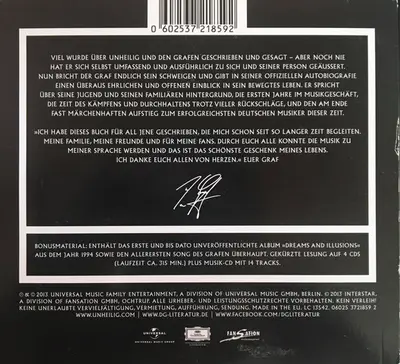 0 602537 218592
VIEL WURDE ÜBER UNHEILIG UND DEN GRAFEN GESCHRIEBEN UND GESAGT – ABER NOCH NIE
HAT ER SICH SELBST UMFASSEND UND AUSFÜHRLICH ZU SICH UND SEINER PERSON GEÄUSSERT.
NUN BRICHT DER GRAF ENDLICH SEIN SCHWEIGEN UND GIBT IN SEINER OFFIZIELLEN AUTOBIOGRAFIE
EINEN ÜBERAUS EHRLICHEN UND OFFENEN EINBLICK IN SEIN BEWEGTES LEBEN. ER SPRICHT
ÜBER SEINE JUGEND UND SEINEN FAMILIÄREN HINTERGRUND, DIE ERSTEN JAHRE IM MUSIKGESCHÄFT,
DIE ZEIT DES KÄMPFENS UND DURCHHALTENS TROTZ VIELER RÜCKSCHLÄGE, UND DEN AM ENDE
FAST MÄRCHENHAFTEN AUFSTIEG ZUM ERFOLGREICHSTEN DEUTSCHEN MUSIKER DIESER ZEIT.
»ICH HABE DIESES BUCH FÜR ALL JENE GESCHRIEBEN, DIE MICH SCHON SEIT SO LANGER ZEIT BEGLEITEN.
MEINE FAMILIE, MEINE FREUNDE UND FÜR MEINE FANS. DURCH EUCH ALLE KONNTE DIE MUSIK ZU
MEINER SPRACHE WERDEN UND DAS IST DAS SCHÖNSTE GESCHENK MEINES LEBENS.
ICH DANKE EUCH ALLEN VON HERZEN.« EUER GRAF
BONUSMATERIAL: ENTHÄLT DAS ERSTE UND BIS DATO UNVERÖFFENTLICHTE ALBUM »DREAMS AND ILLUSIONS«
AUS DEM JAHR 1994 SOWIE DEN ALLERERSTEN SONG DES GRAFEN ÜBERHAUPT. GEKÜRZTE LESUNG AUF 4 CDS
(LAUFZEIT CA. 315 MIN.) PLUS MUSIK-CD MIT 14 TRACKS.
℗ & © 2013 UNIVERSAL MUSIC FAMILY ENTERTAINMENT, A DIVISION OF UNIVERSAL MUSIC GMBH, BERLIN. © 2013 INTERSTAR,
A DIVISION OF FANSATION GMBH, OCHTRUP. ALLE URHEBER- UND LEISTUNGSSCHUTZRECHTE VORBEHALTEN. KEIN VERLEIH!
KEINE UNERLAUBTE VERVIELFÄLTIGUNG, VERMIETUNG, AUFFÜHRUNG, SENDUNG! MADE IN THE EU. LC 13542. 06025 3721859 2
WWW.UNHEILIG.COM – WWW.DG-LITERATUR.DE – WWW.FACEBOOK.COM/DGLITERATUR
UNIVERSAL MUSIC GROUP
FANSATION